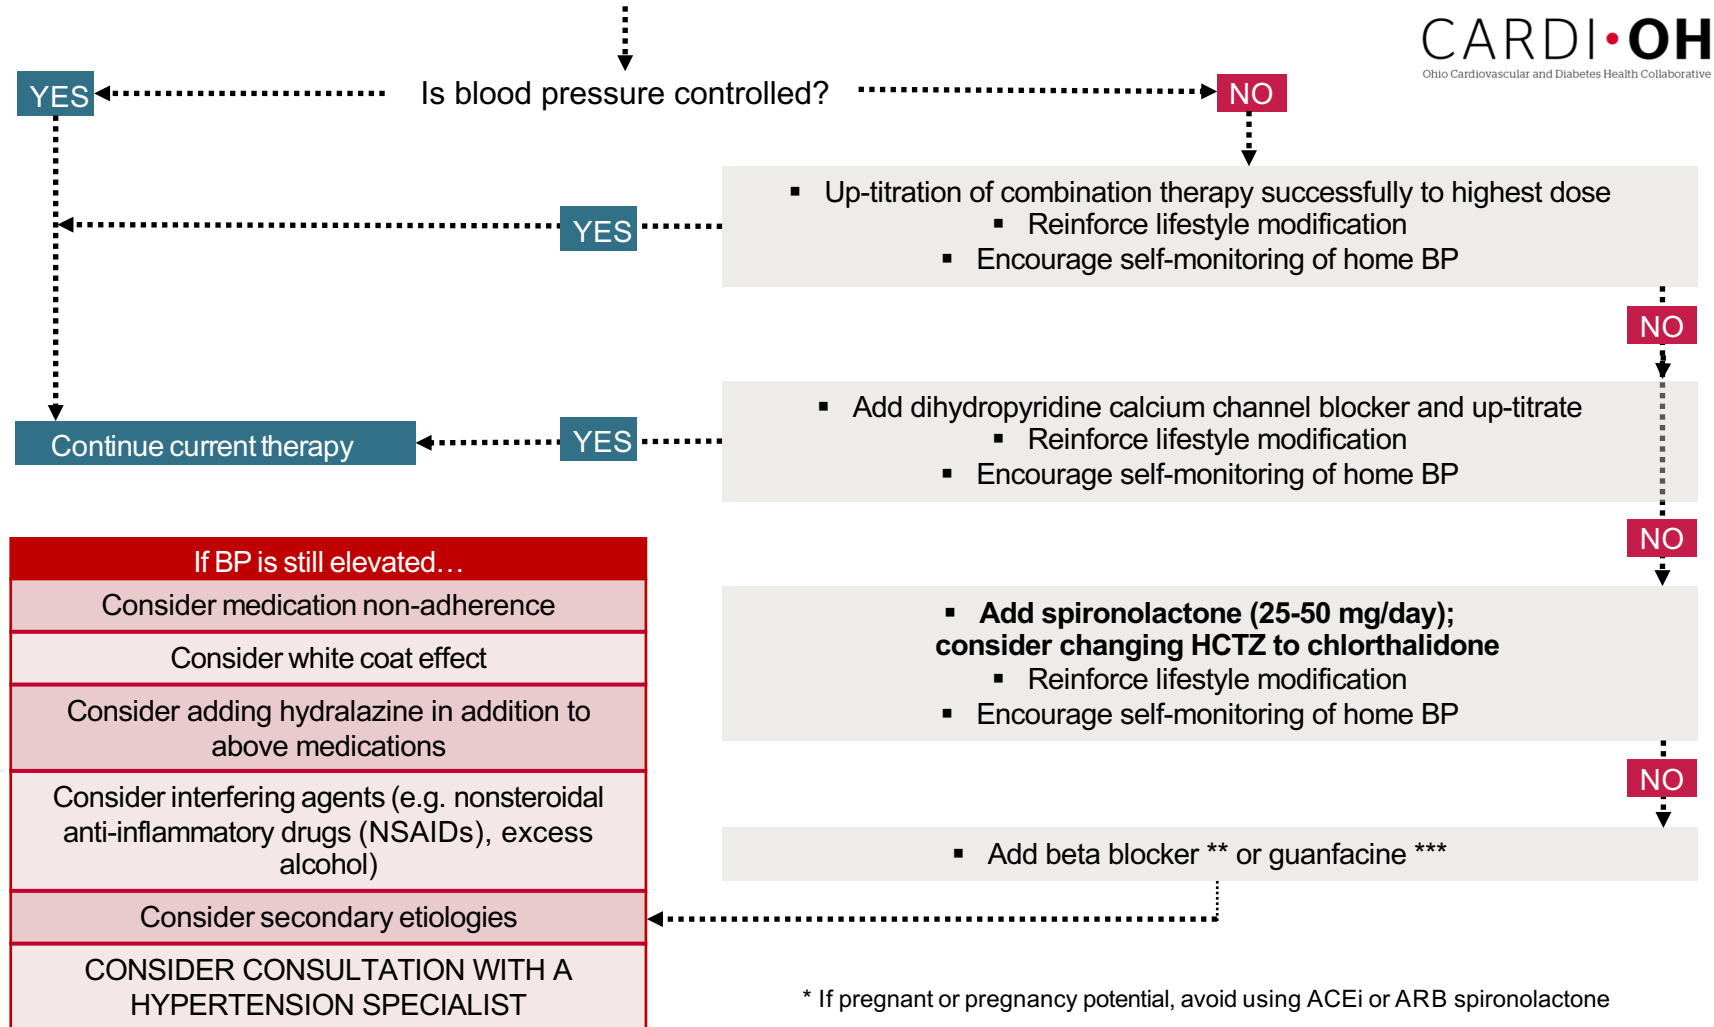 CARDI•OH
Ohio Cardiovascular and Diabetes Health Collaborative
YES
Is blood pressure controlled?
NO
▪ Up-titration of combination therapy successfully to highest dose
▪ Reinforce lifestyle modification
▪ Encourage self-monitoring of home BP
YES
NO
▪ Add dihydropyridine calcium channel blocker and up-titrate
▪ Reinforce lifestyle modification
▪ Encourage self-monitoring of home BP
YES
Continue current therapy
NO
▪ Add spironolactone (25-50 mg/day);
consider changing HCTZ to chlorthalidone
▪ Reinforce lifestyle modification
▪ Encourage self-monitoring of home BP
NO
▪ Add beta blocker ** or guanfacine ***
If BP is still elevated…
Consider medication non-adherence
Consider white coat effect
Consider adding hydralazine in addition to
above medications
Consider interfering agents (e.g. nonsteroidal
anti-inflammatory drugs (NSAIDs), excess
alcohol)
Consider secondary etiologies
CONSIDER CONSULTATION WITH A
HYPERTENSION SPECIALIST
* If pregnant or pregnancy potential, avoid using ACEi or ARB spironolactone